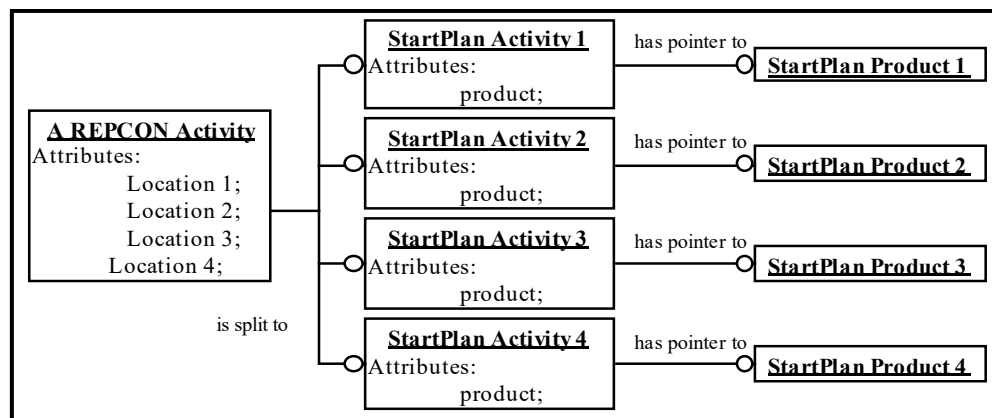 A REPCON Activity
Attributes:
Location 1;
Location 2;
Location 3;
Location 4;
is split to
StartPlan Activity 1
Attributes:
product;
has pointer to
StartPlan Product 1
StartPlan Activity 2
Attributes:
product;
has pointer to
StartPlan Product 2
StartPlan Activity 3
Attributes:
product;
has pointer to
StartPlan Product 3
StartPlan Activity 4
Attributes:
product;
has pointer to
StartPlan Product 4